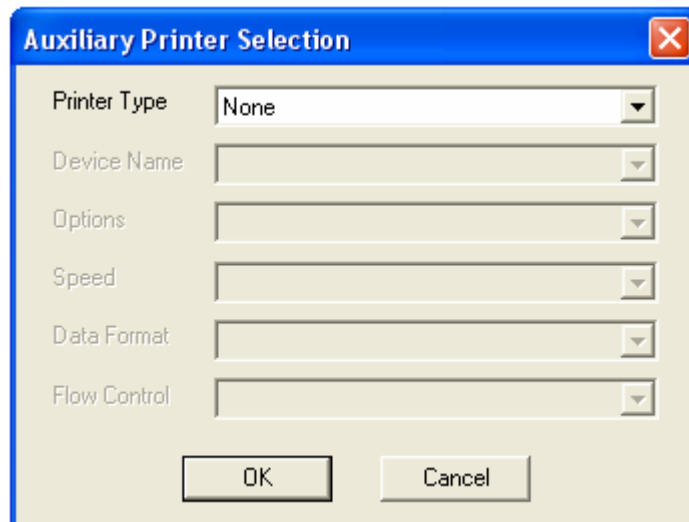 Auxiliary Printer Selection
Printer Type None
Device Name
Options
Speed
Data Format
Flow Control
OK Cancel